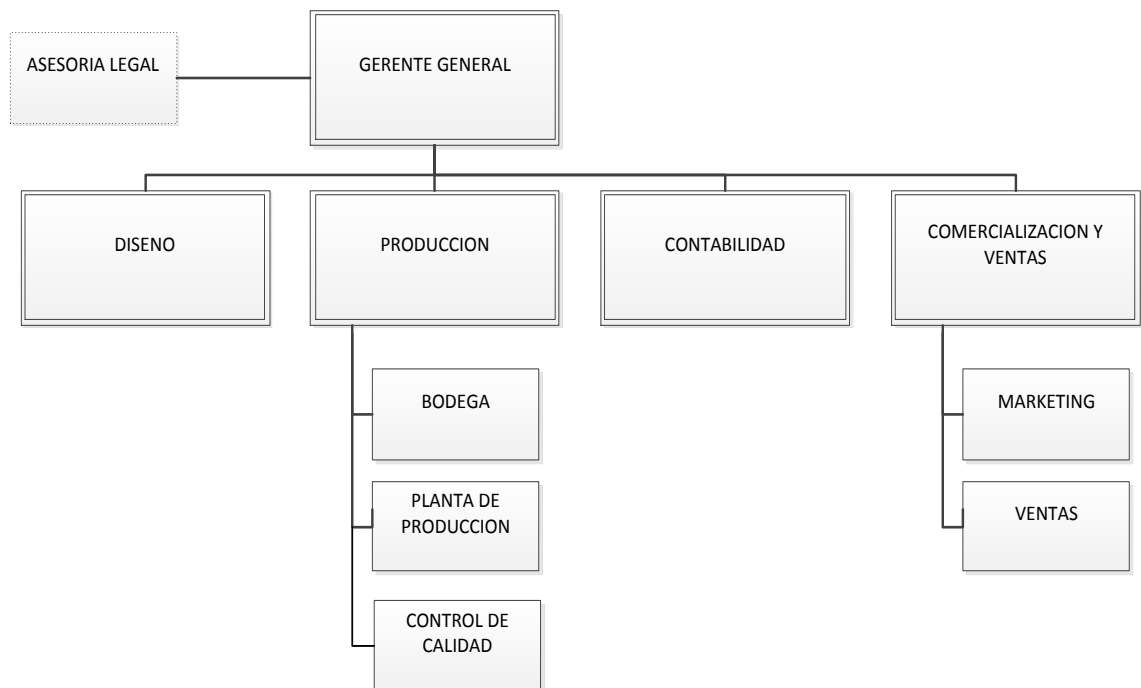 ASESORIA LEGAL
GERENTE GENERAL
DISENO
PRODUCCION
CONTABILIDAD
COMERCIALIZACION Y
VENTAS
BODEGA
PLANTA DE
PRODUCCION
CONTROL DE
CALIDAD
MARKETING
VENTAS